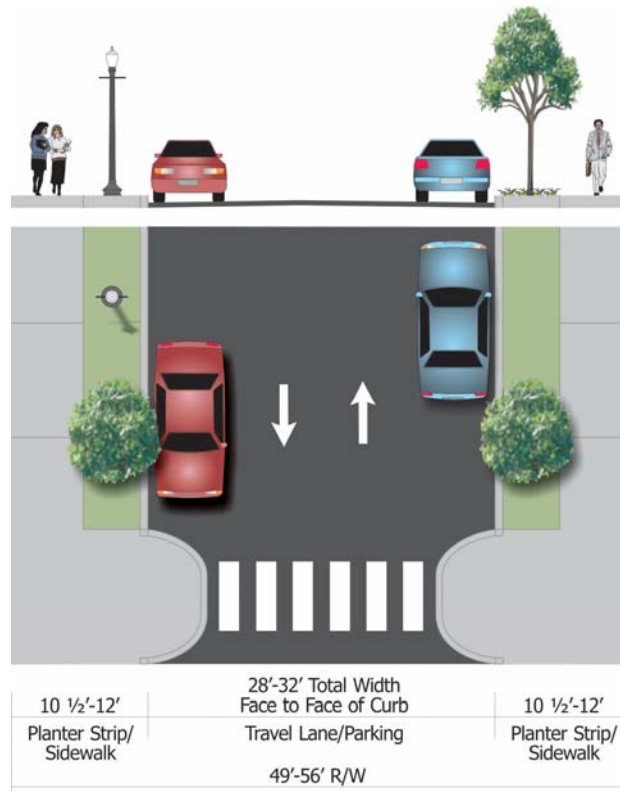 28'-32' Total Width
10 ½'-12' Face to Face of Curb 10 ½'-12'
Planter Strip/ Travel Lane/Parking Planter Strip/
Sidewalk Sidewalk
49'-56' R/W